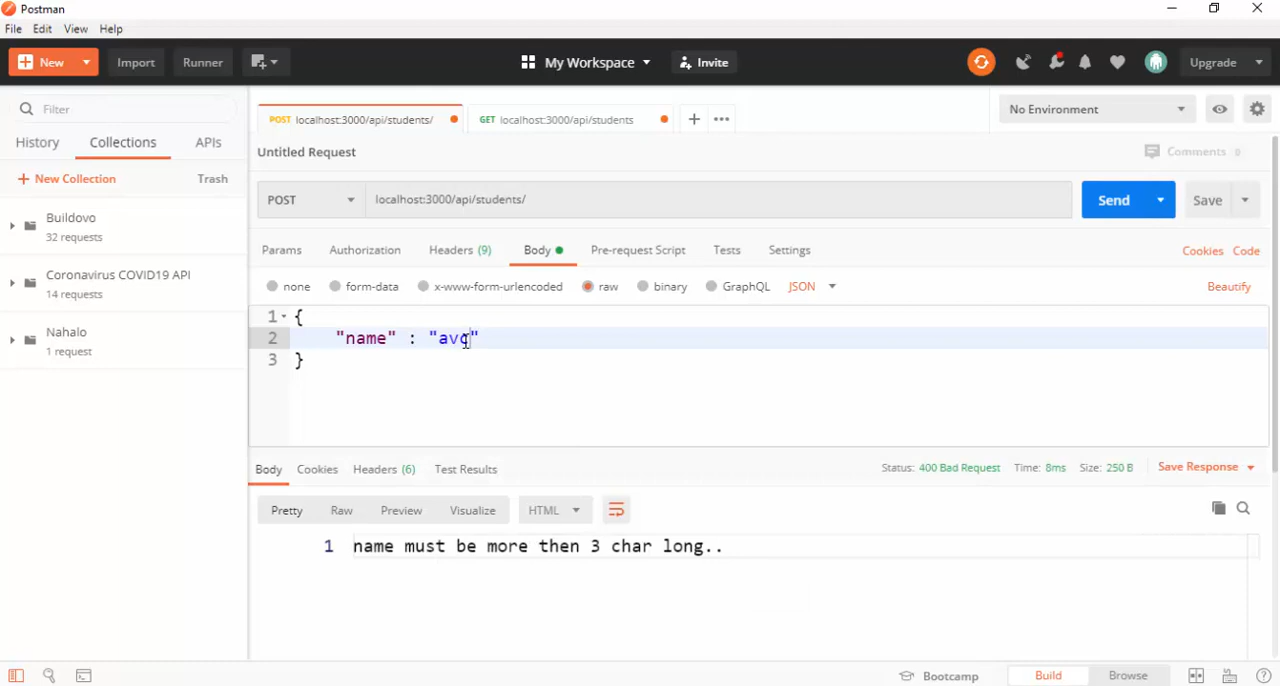 Postman
File Edit View Help
New Import Runner My Workspace Invite Upgrade
Filter
History Collections APIs
New Collection Trash
Buildovo
32 requests
Coronavirus COVID19 API
14 requests
Nahalo
1 request
POST localhost:3000/api/students/ GET localhost:3000/api/students No Environment
Untitled Request Comments 0
POST localhost:3000/api/students/ Send Save
Params Authorization Headers (9) Body Pre-request Script Tests Settings Cookies Code
none form-data x-www-form-urlencoded raw binary GraphQL JSON Beautify
1 {
2 "name" : "avc"
3 }
Body Cookies Headers (6) Test Results Status: 400 Bad Request Time: 8ms Size: 250 B Save Response
Pretty Raw Preview Visualize HTML
1 name must be more then 3 char long..
Bootcamp Build Browse